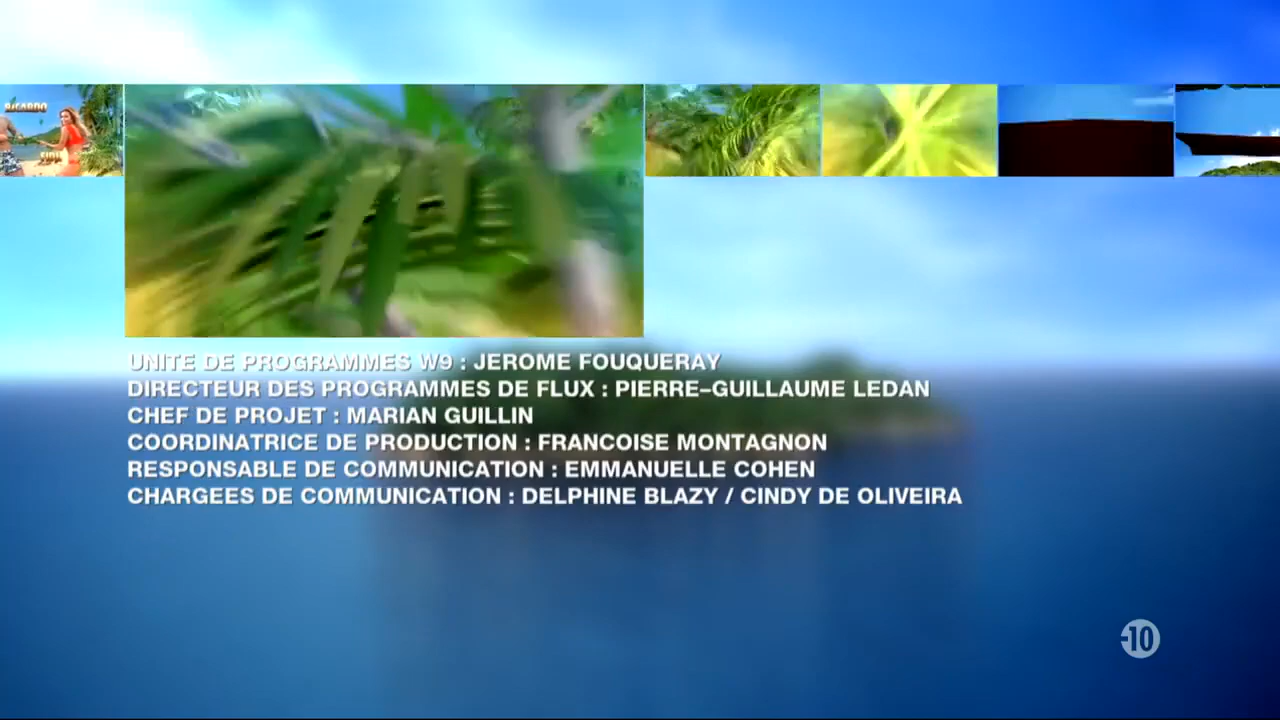 RICARDO
UNITE DE PROGRAMMES W9 : JEROME FOUQUERAY
DIRECTEUR DES PROGRAMMES DE FLUX : PIERRE-GUILLAUME LEDAN
CHEF DE PROJET : MARIAN GUILLIN
COORDINATRICE DE PRODUCTION : FRANCOISE MONTAGNON
RESPONSABLE DE COMMUNICATION : EMMANUELLE COHEN
CHARGEES DE COMMUNICATION : DELPHINE BLAZY / CINDY DE OLIVEIRA
-10